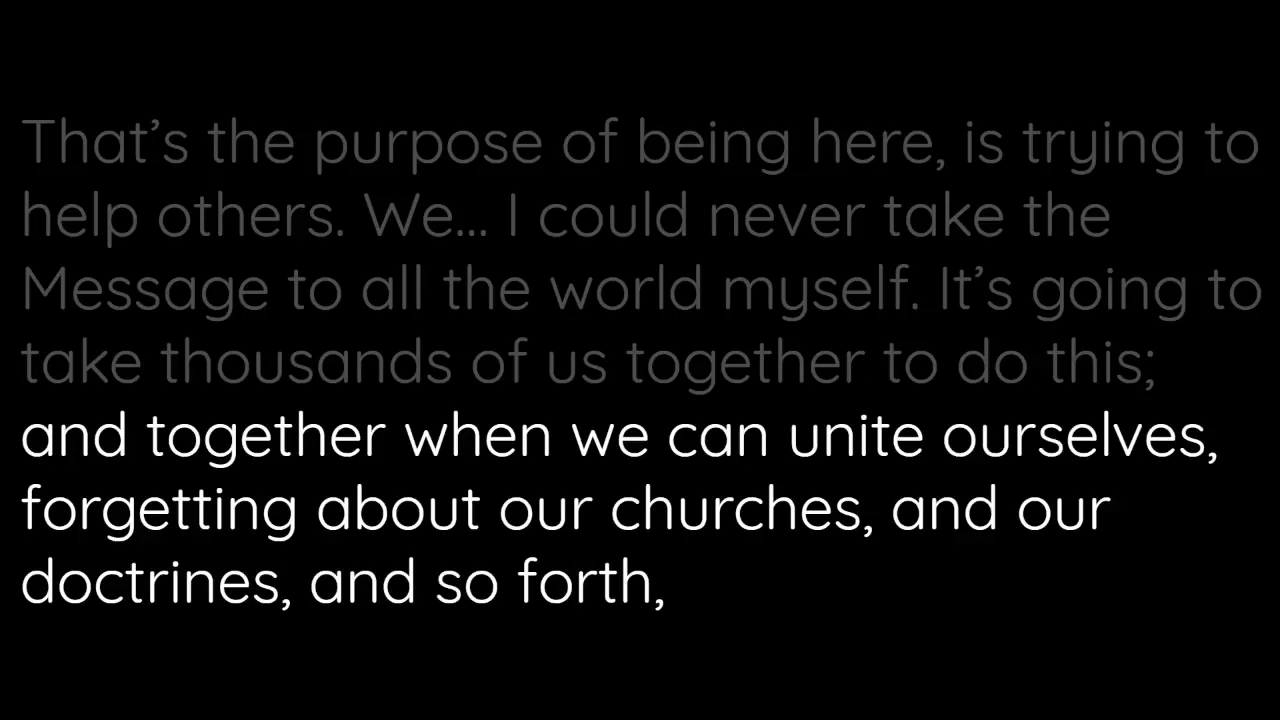 That’s the purpose of being here, is trying to
help others. We... I could never take the
Message to all the world myself. It’s going to
take thousands of us together to do this;
and together when we can unite ourselves,
forgetting about our churches, and our
doctrines, and so forth,